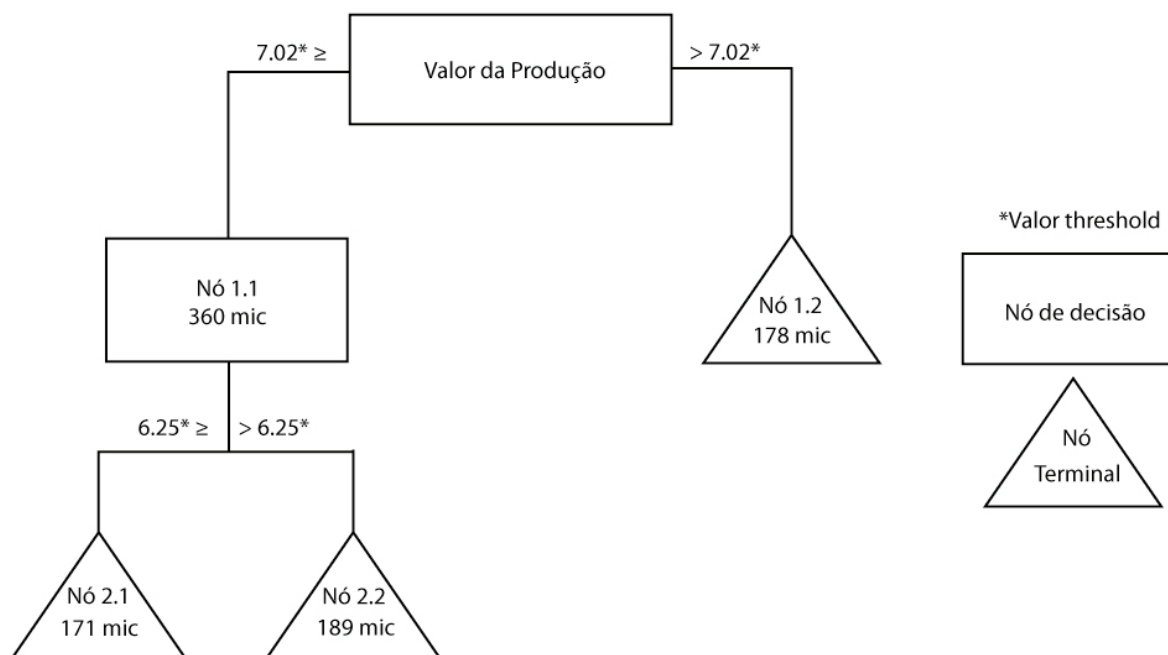 7.02* ≥
Valor da Produção
> 7.02*
*Valor threshold
Nó 1.1
360 mic
Nó 1.2
178 mic
Nó de decisão
6.25* ≥
> 6.25*
Nó
Terminal
Nó 2.1
171 mic
Nó 2.2
189 mic